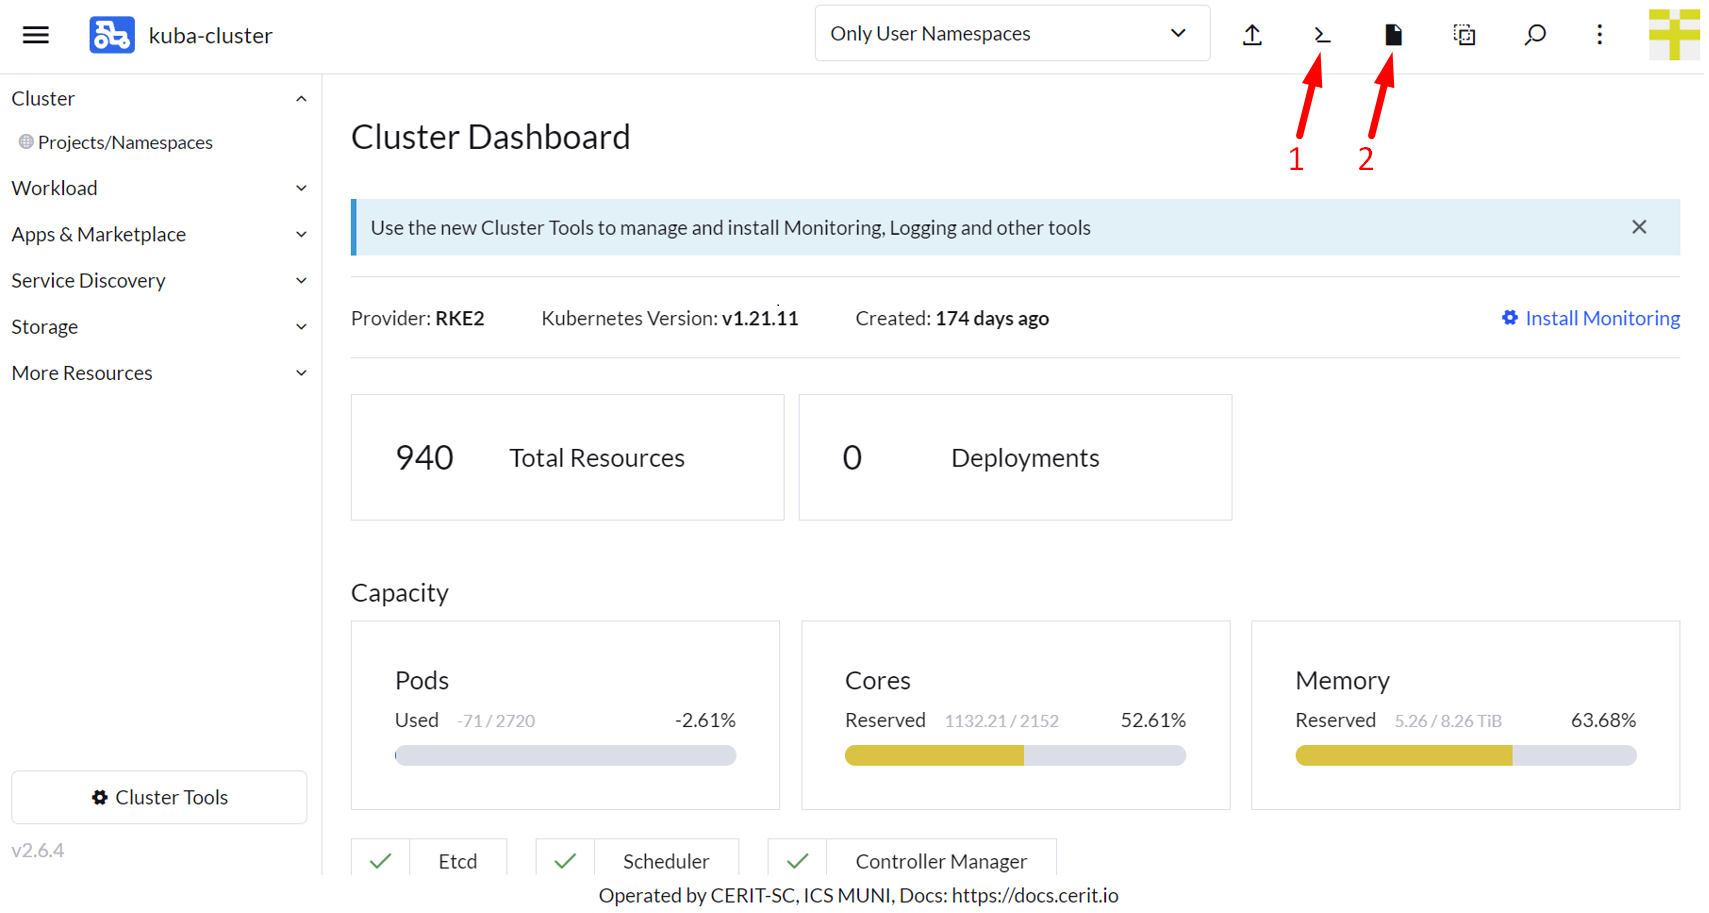 kuba-cluster
Only User Namespaces
1
2
Cluster
Projects/Namespaces
Workload
Apps & Marketplace
Service Discovery
Storage
More Resources
Cluster Tools
v2.6.4
Cluster Dashboard
Use the new Cluster Tools to manage and install Monitoring, Logging and other tools
Provider: RKE2 Kubernetes Version: v1.21.11 Created: 174 days ago Install Monitoring
940 Total Resources
0 Deployments
Capacity
Pods
Used -71 / 2720 -2.61%
Cores
Reserved 1132.21 / 2152 52.61%
Memory
Reserved 5.26 / 8.26 TiB 63.68%
Etcd
Scheduler
Controller Manager
Operated by CERIT-SC, ICS MUNI, Docs: https://docs.cerit.io